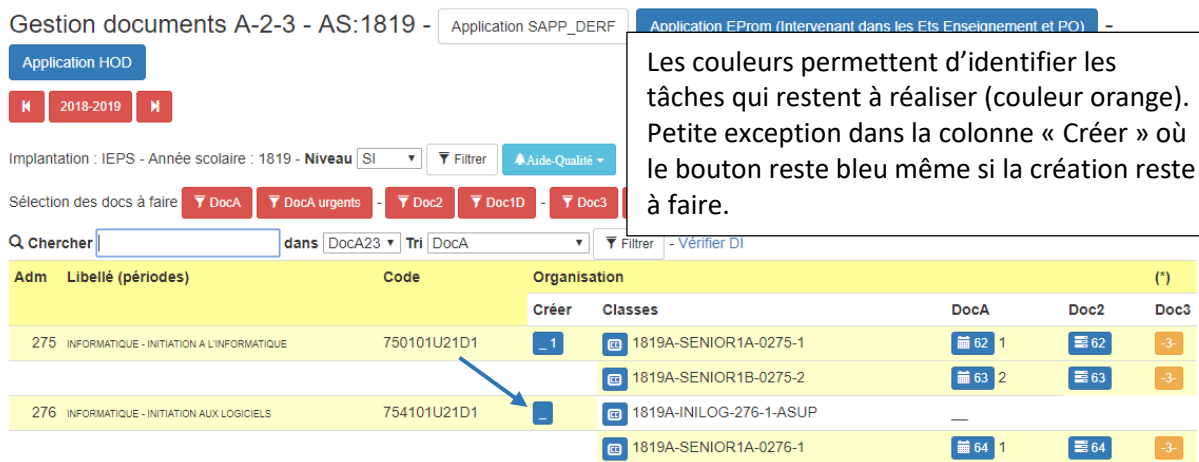 Gestion documents A-2-3 - AS:1819 - Application SAPP_DERF Application EProm (Intervenant dans les Ets Enseignement et PO) -
Application HOD
2018-2019
Les couleurs permettent d'identifier les
tâches qui restent à réaliser (couleur orange).
Petite exception dans la colonne « Créer » où
le bouton reste bleu même si la création reste
à faire.
Implantation : IEPS - Année scolaire : 1819 - Niveau SI Filtrer Aide-Qualité
Sélection des docs à faire DocA DocA urgents - Doc2 Doc1D - Doc3
Chercher dans DocA23 Tri DocA Filtrer - Vérifier DI
Adm Libellé (périodes) Code Organisation (*)
Créer Classes DocA Doc2 Doc3
275 INFORMATIQUE - INITIATION A L'INFORMATIQUE 750101U21D1 _ 1 CC 1819A-SENIOR1A-0275-1 62 1 62 -3-
CC 1819A-SENIOR1B-0275-2 63 2 63 -3-
276 INFORMATIQUE - INITIATION AUX LOGICIELS 754101U21D1 _ CC 1819A-INILOG-276-1-ASUP __
CC 1819A-SENIOR1A-0276-1 64 1 64 -3-